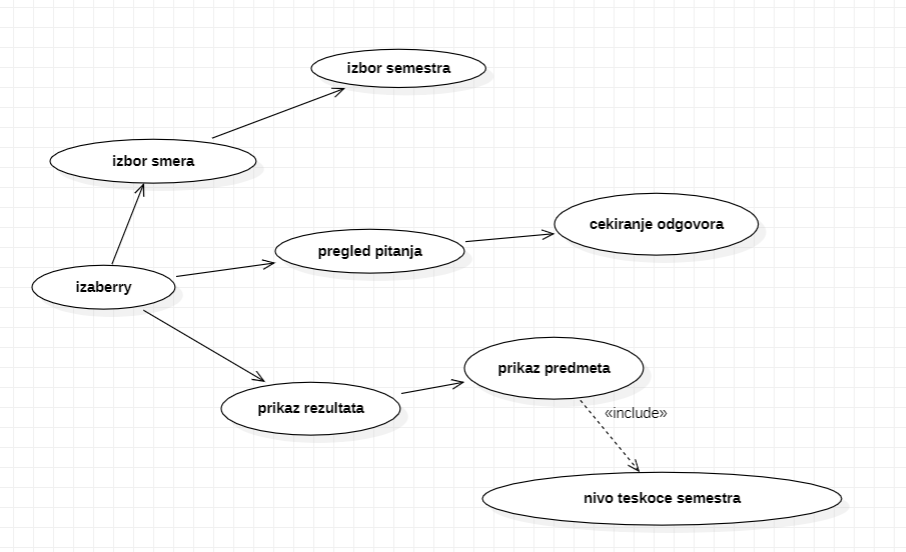 izbor semestra
izbor smera
cekiranje odgovora
pregled pitanja
izaberry
prikaz predmeta
prikaz rezultata
«include»
nivo teskoce semestra